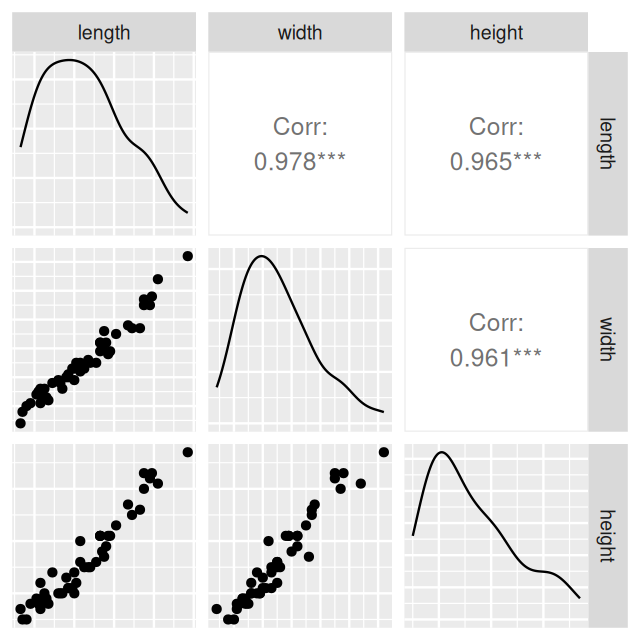 length
width
height
Corr:
0.978***
Corr:
0.965***
length
Corr:
0.961***
width
height